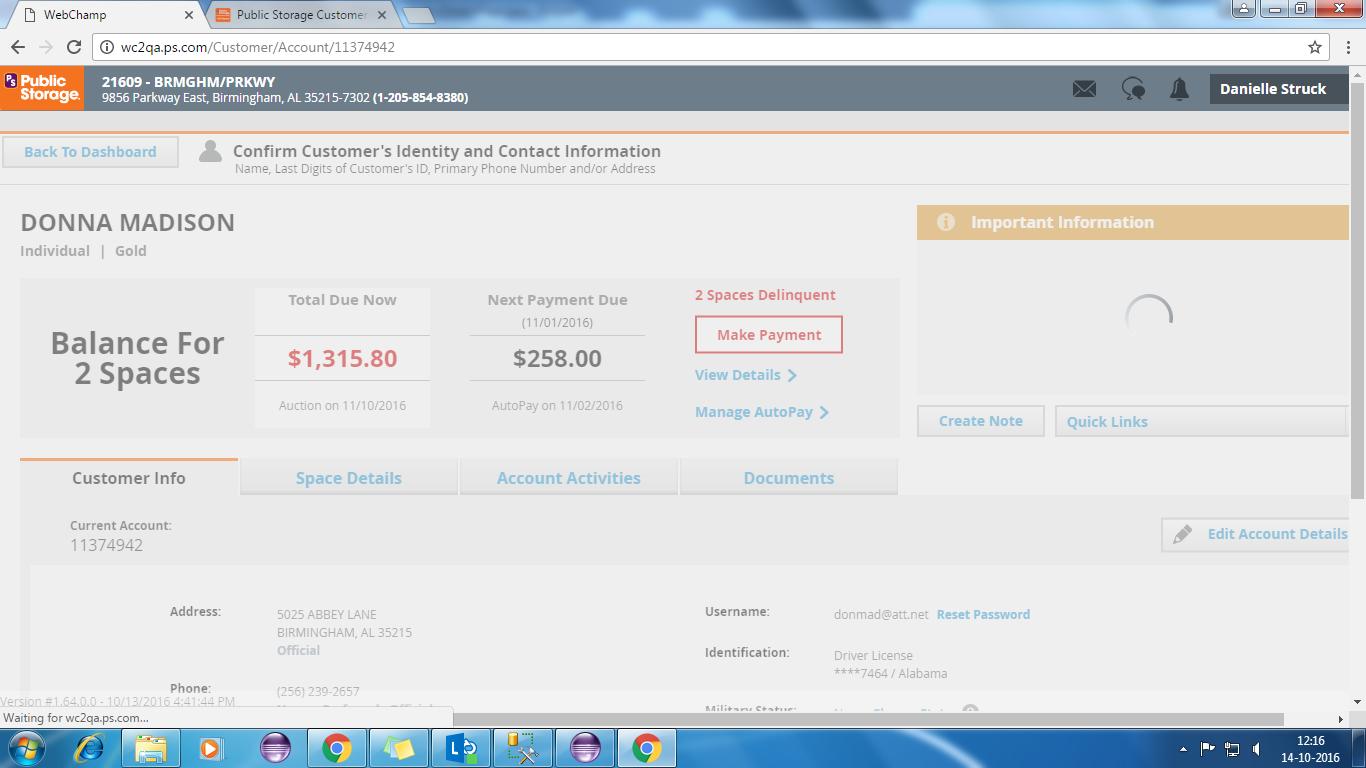 WebChamp
Public Storage Customer
wc2qa.ps.com/Customer/Account/11374942
PS Public Storage.
21609 - BRMGHM/PRKWY
9856 Parkway East, Birmingham, AL 35215-7302 (1-205-854-8380)
Danielle Struck
Back To Dashboard
Confirm Customer's Identity and Contact Information
Name, Last Digits of Customer's ID, Primary Phone Number and/or Address
DONNA MADISON
Individual | Gold
Important Information
Balance For
2 Spaces
Total Due Now
$1,315.80
Auction on 11/10/2016
Next Payment Due
(11/01/2016)
$258.00
AutoPay on 11/02/2016
2 Spaces Delinquent
Make Payment
View Details
Manage AutoPay
Create Note
Quick Links
Customer Info
Space Details
Account Activities
Documents
Current Account:
11374942
Edit Account Details
Address:
5025 ABBEY LANE
BIRMINGHAM, AL 35215
Official
Phone:
(256) 239-2657
Username:
donmad@att.net Reset Password
Identification:
Driver License
****7464 / Alabama
Military Status:
Version #1.64.0.0 - 10/13/2016 4:41:44 PM
Waiting for wc2qa.ps.com...
12:16
14-10-2016